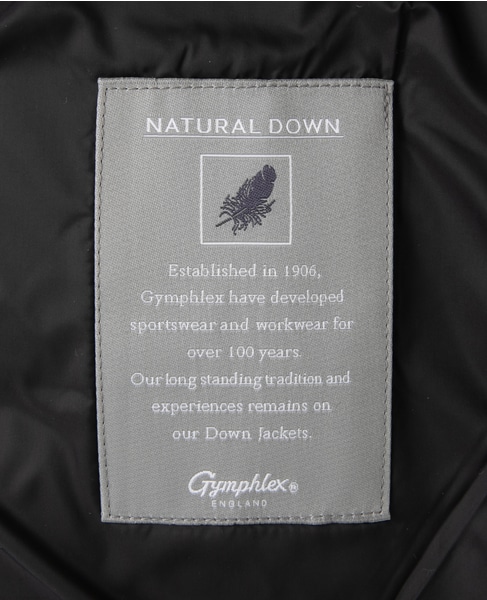 NATURAL DOWN
Established in 1906,
Gymphlex have developed
sportswear and workwear for
over 100 years.
Our long standing tradition and
experiences remains on
our Down Jackets.
Gymphlex®
ENGLAND